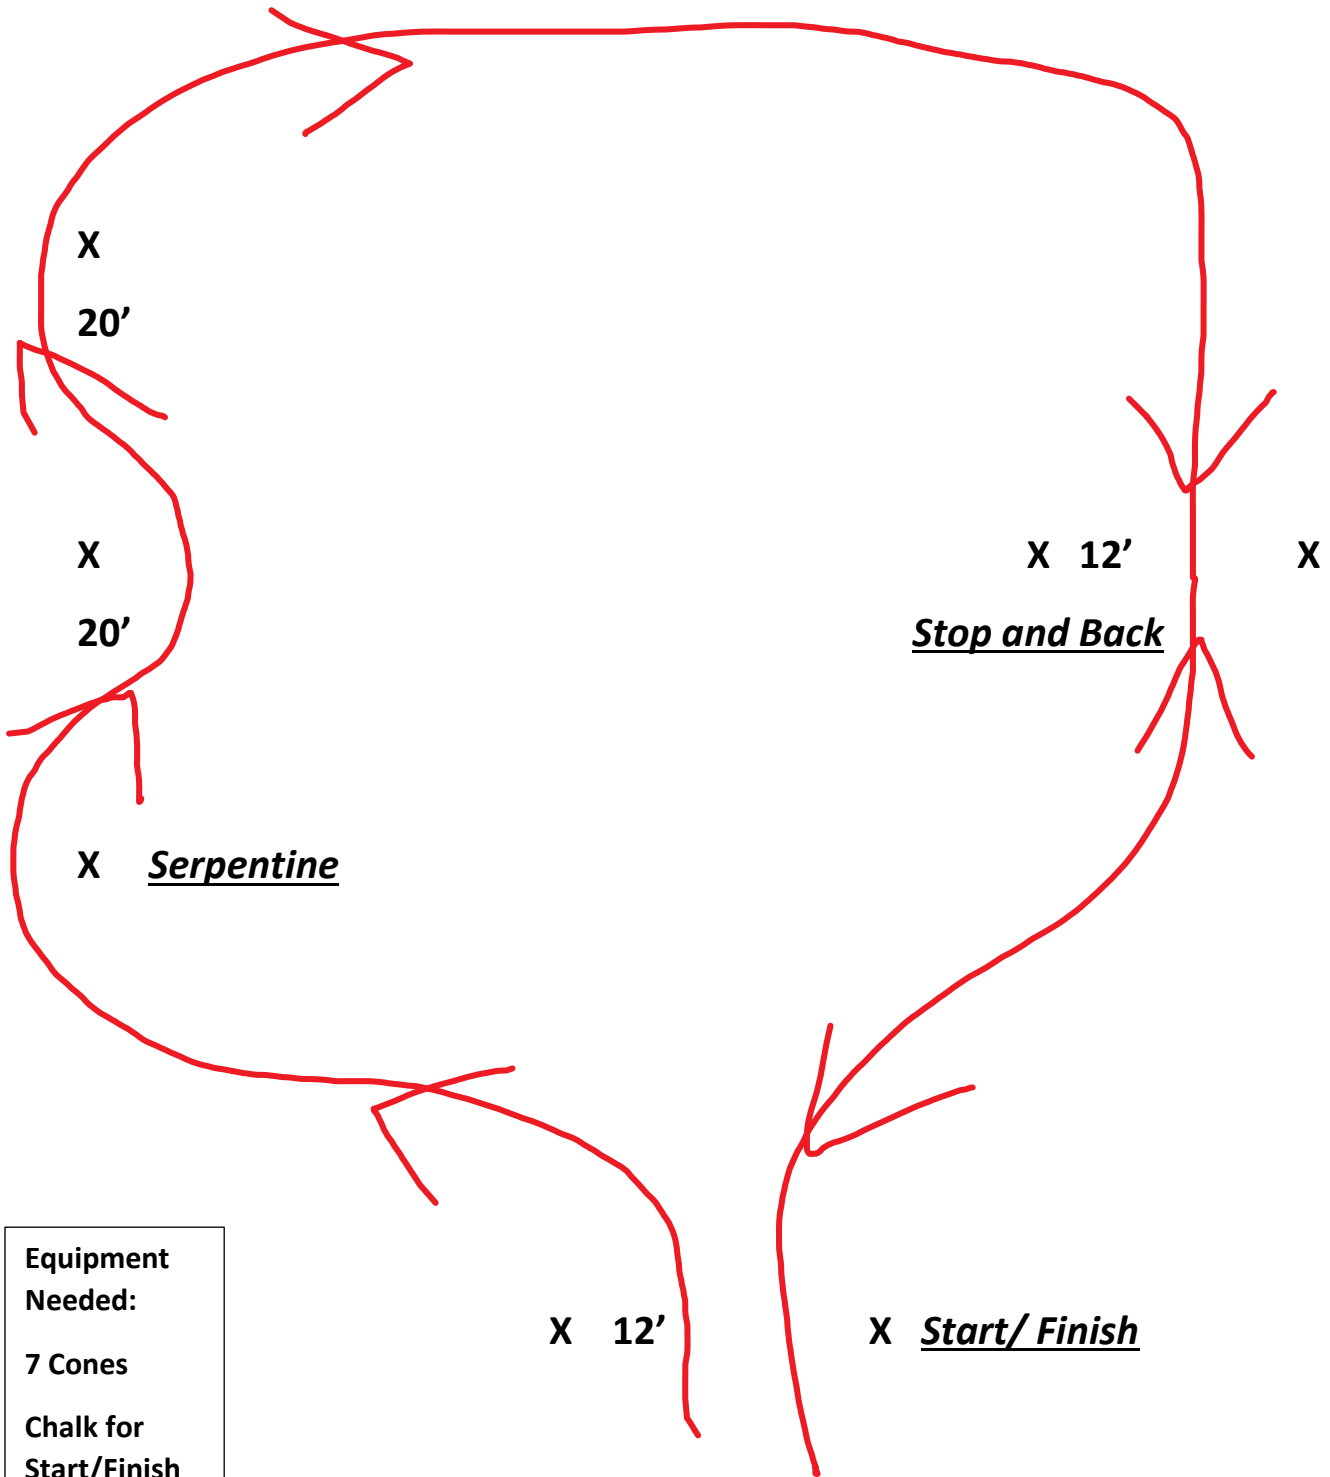 X
20’
X
20’
X Serpentine
X 12’ X
Stop and Back
X 12’ X Start/ Finish
Equipment
Needed:
7 Cones
Chalk for
Start/Finish